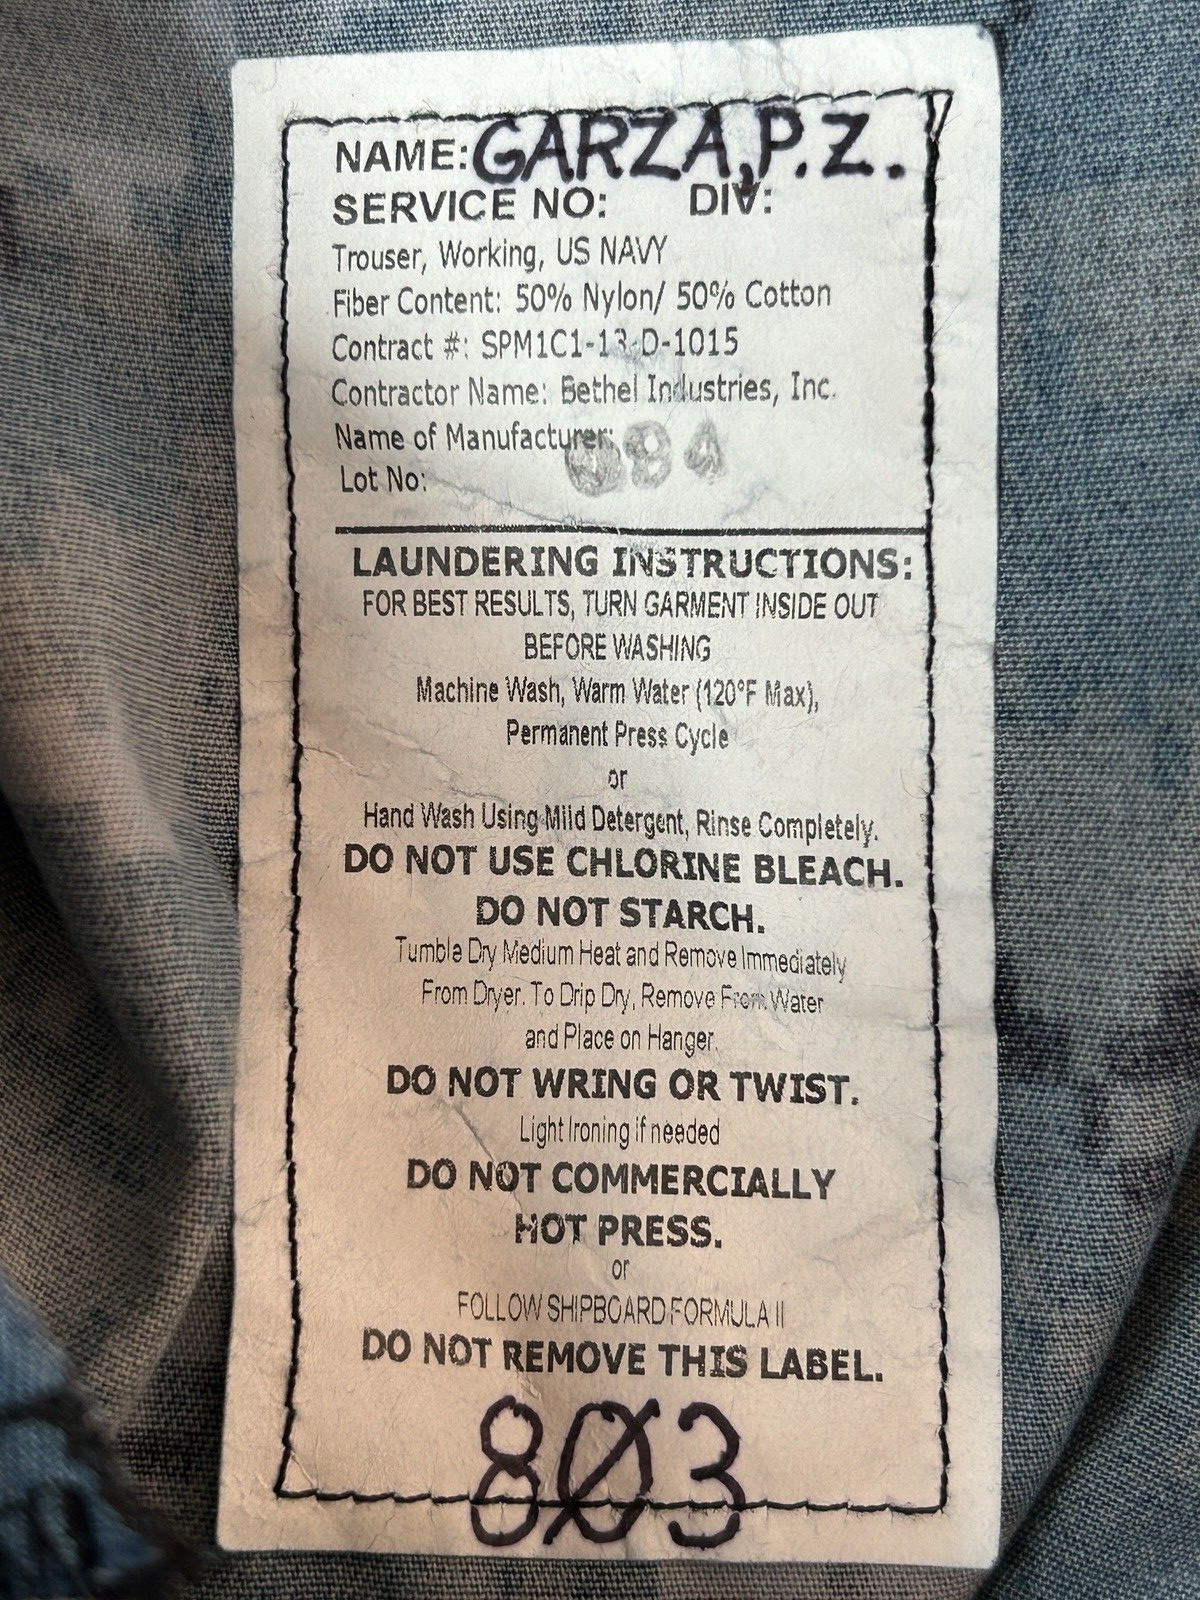 NAME: GARZA, P. Z.
SERVICE NO: DIV:
Trouser, Working, US NAVY
Fiber Content: 50% Nylon/ 50% Cotton
Contract #: SPM1C1-13-D-1015
Contractor Name: Bethel Industries, Inc.
Name of Manufacturer:
Lot No:
LAUNDERING INSTRUCTIONS:
FOR BEST RESULTS, TURN GARMENT INSIDE OUT
BEFORE WASHING
Machine Wash, Warm Water (120°F Max),
Permanent Press Cycle
or
Hand Wash Using Mild Detergent, Rinse Completely.
DO NOT USE CHLORINE BLEACH.
DO NOT STARCH.
Tumble Dry Medium Heat and Remove Immediately
From Dryer. To Drip Dry, Remove From Water
and Place on Hanger.
DO NOT WRING OR TWIST.
Light Ironing if needed
DO NOT COMMERCIALLY
HOT PRESS.
or
FOLLOW SHIPBOARD FORMULA II
DO NOT REMOVE THIS LABEL.
8Ø3